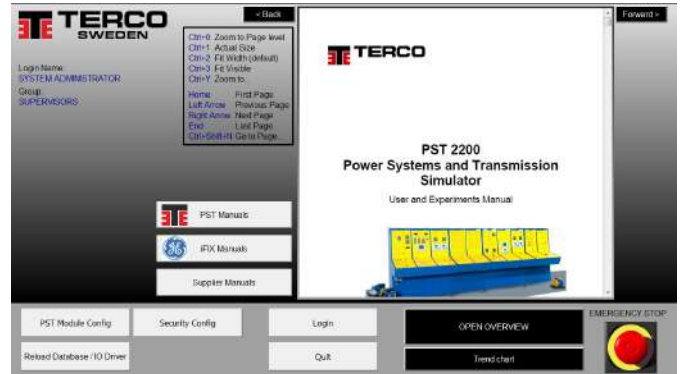 TERCO
SWEDEN
< Back
Forward >
Login Name:
SYSTEM ADMINISTRATOR
Group:
SUPERVISORS
Ctrl+0 Zoom to Page level
Ctrl+1 Actual Size
Ctrl+2 Fit Width (default)
Ctrl+3 Fit Visible
Ctrl+Y Zoom to..
Home First Page
Left Arrow Previous Page
Right Arrow Next Page
End Last Page
Ctrl+Shift+N Go to Page...
TERCO
PST 2200
Power Systems and Transmission
Simulator
User and Experiments Manual
PST Manuals
iFIX Manuals
Supplier Manuals
PST Module Config
Security Config
Login
OPEN OVERVIEW
EMERGENCY STOP
Reload Database / IO Driver
Quit
Trend chart